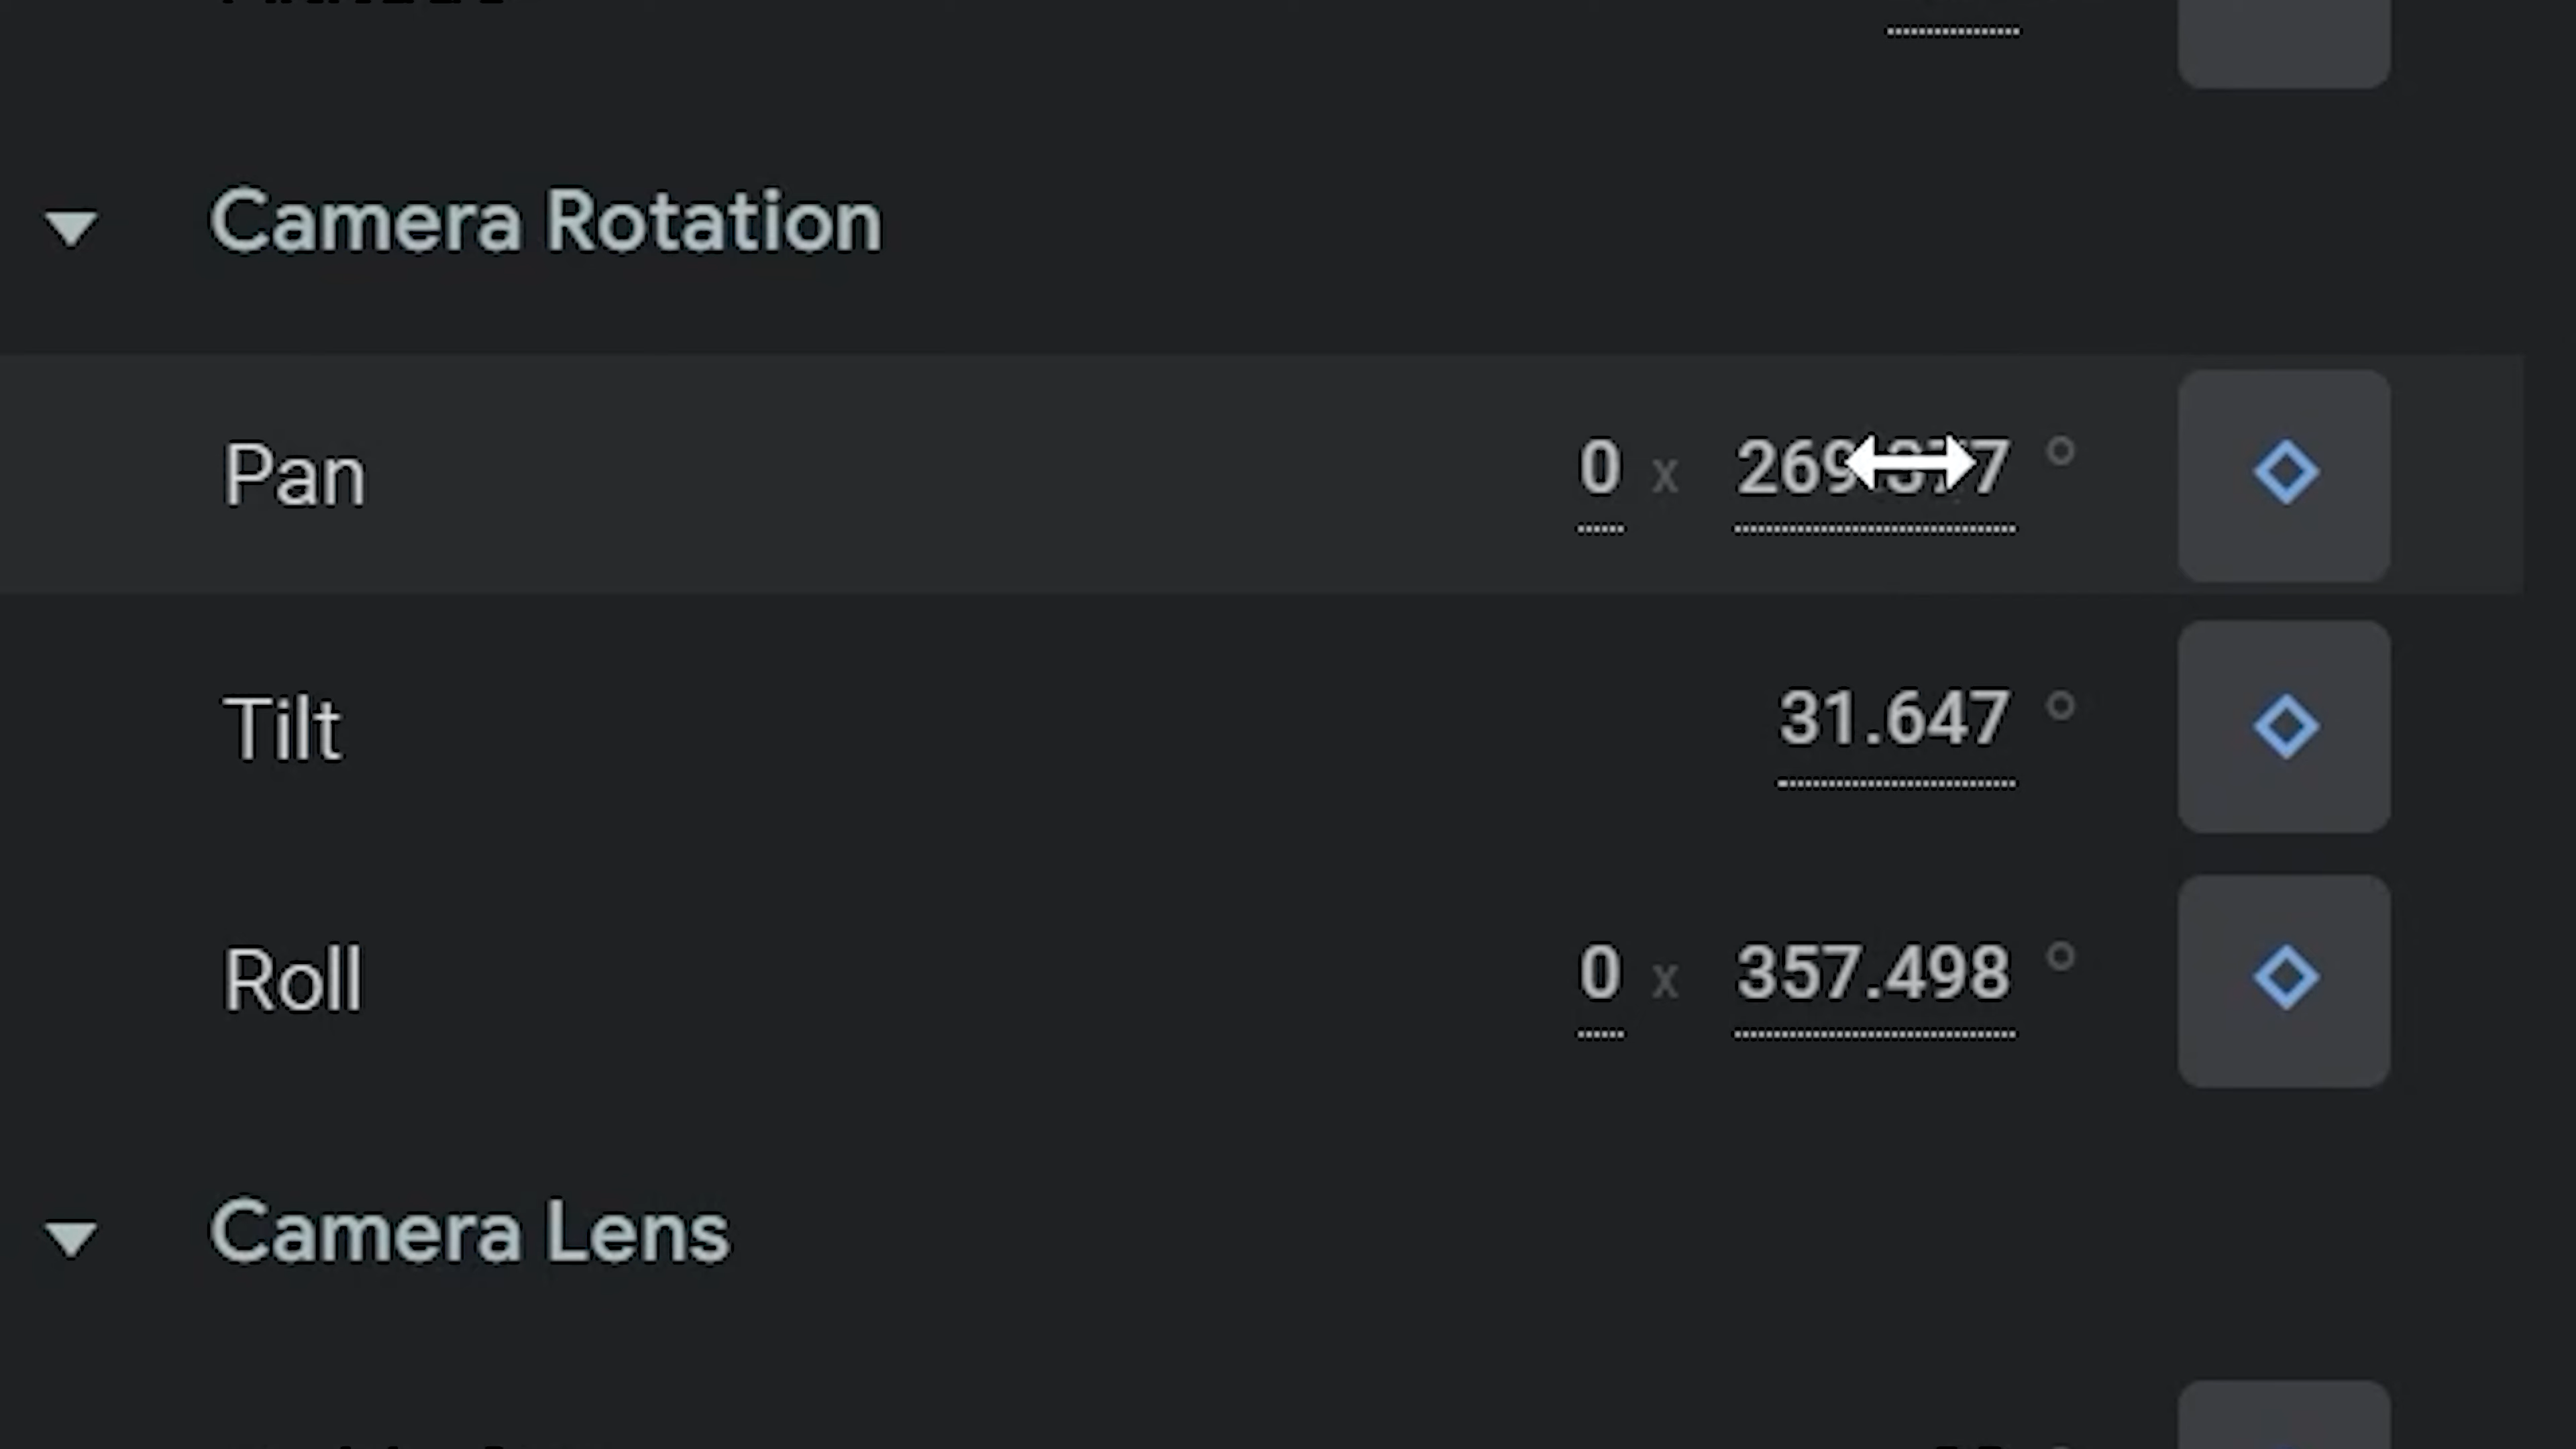 Camera Rotation
Pan 0 x °
Tilt 31.647 °
Roll 0 x 357.498 °
Camera Lens